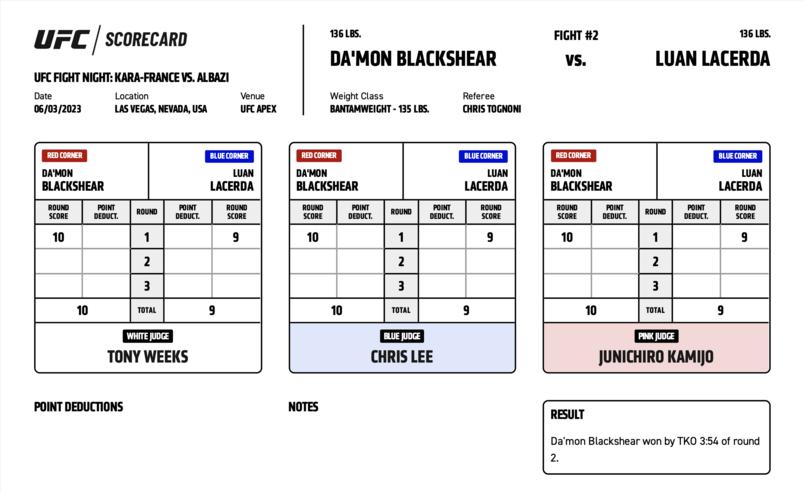 UFC / SCORECARD
UFC FIGHT NIGHT: KARA-FRANCE VS. ALBAZI
Date Location Venue
06/03/2023 LAS VEGAS, NEVADA, USA UFC APEX
136 LBS. FIGHT #2 136 LBS.
DA'MON BLACKSHEAR VS. LUAN LACERDA
Weight Class Referee
BANTAMWEIGHT - 135 LBS. CHRIS TOGNONI
RED CORNER BLUE CORNER
DA'MON LUAN
BLACKSHEAR LACERDA
ROUND POINT ROUND POINT ROUND
SCORE DEDUCT. DEDUCT. SCORE
10 1 9
2
3
10 TOTAL 9
WHITE JUDGE
TONY WEEKS
RED CORNER BLUE CORNER
DA'MON LUAN
BLACKSHEAR LACERDA
ROUND POINT ROUND POINT ROUND
SCORE DEDUCT. DEDUCT. SCORE
10 1 9
2
3
10 TOTAL 9
BLUE JUDGE
CHRIS LEE
RED CORNER BLUE CORNER
DA'MON LUAN
BLACKSHEAR LACERDA
ROUND POINT ROUND POINT ROUND
SCORE DEDUCT. DEDUCT. SCORE
10 1 9
2
3
10 TOTAL 9
PINK JUDGE
JUNICHIRO KAMIJO
POINT DEDUCTIONS
NOTES
RESULT
Da'mon Blackshear won by TKO 3:54 of round
2.